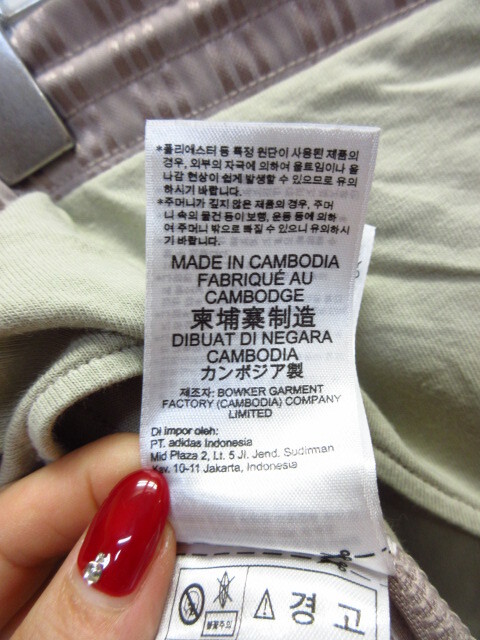 *폴리에스터 등 특정 원단이 사용된 제품의
경우, 외부의 자극에 의하여 올트임이나 올
나감 현상이 쉽게 발생할 수 있으므로 유의
하시기 바랍니다.
*주머니가 깊지 않은 제품의 경우, 주머
니 속의 물건 등이 보행, 운동 등에 의하
여 주머니 밖으로 빠질 수 있으니 유의하시
기 바랍니다.
MADE IN CAMBODIA
FABRIQUÉ AU
CAMBODGE
柬埔寨制造
DIBUAT DI NEGARA
CAMBODIA
カンボジア製
제조자: BOWKER GARMENT
FACTORY (CAMBODIA) COMPANY
LIMITED
Di impor oleh:
PT. adidas Indonesia
Mid Plaza 2, Lt. 5 Jl. Jend. Sudirman
Kav. 10-11 Jakarta, Indonesia
불꽃주의
경 고